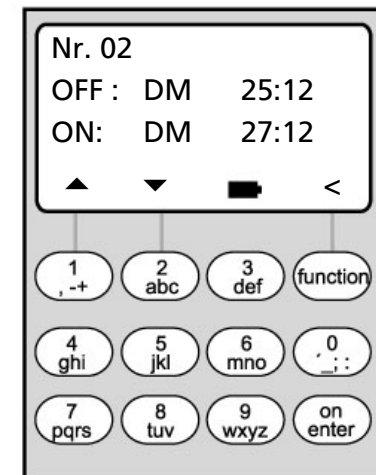 Nr. 02
OFF : DM 25:12
ON: DM 27:12
<
1 2 3 function
, -+ abc def
4 5 6 0
ghi jkl mno ´_; :
7 8 9 on
pqrs tuv wxyz enter